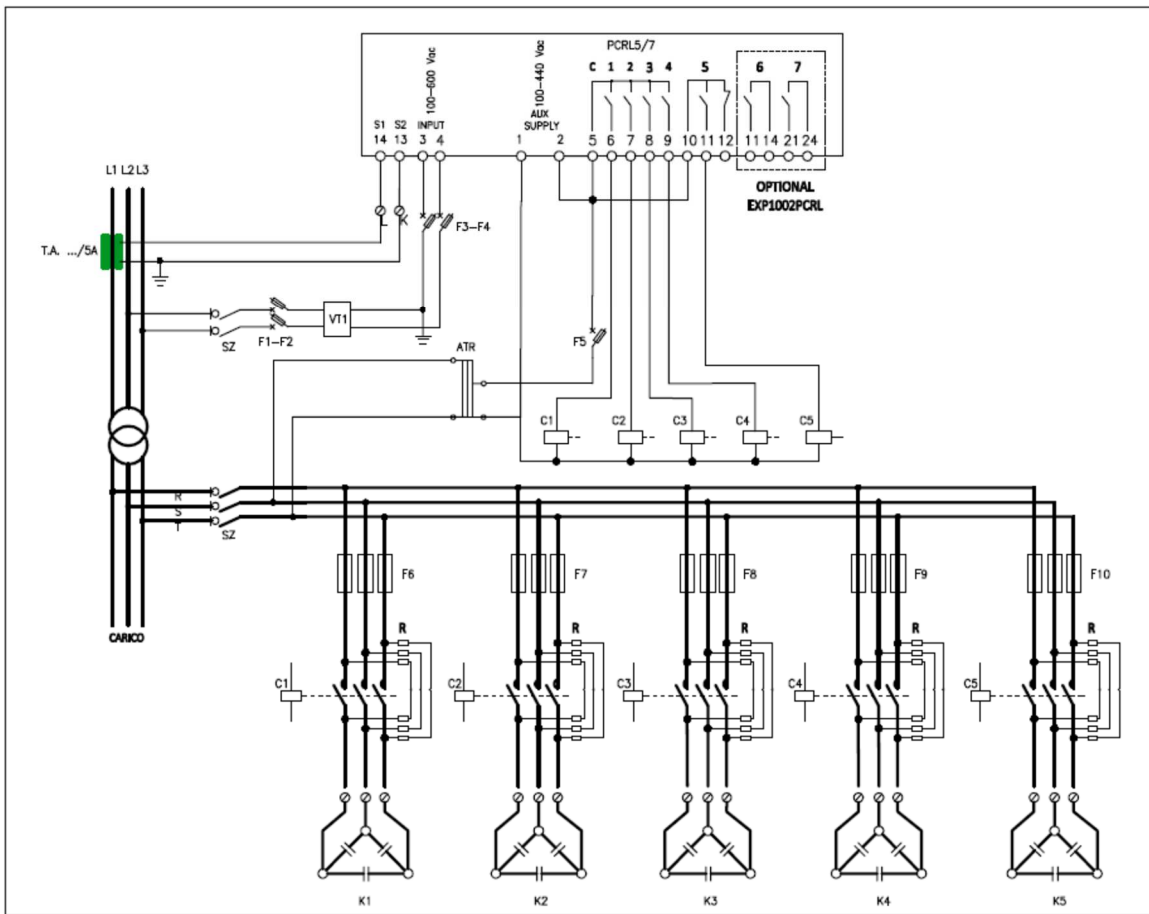 PCRL5/7
100-600 Vac
100-440 Vac
C 1 2 3 4 5 6 7
S1 S2 INPUT AUX SUPPLY
14 13 3 4 1 2 5 6 7 8 9 10 11 12 11 14 21 24
OPTIONAL
EXP1002PCRL
L1 L2 L3
L K F3-F4
T.A. .../5A
VT1
SZ F1-F2
F5
ATR
C1 C2 C3 C4 C5
R
S
T
SZ
F6 F7 F8 F9 F10
CARICO
R R R R R
C1 C2 C3 C4 C5
K1 K2 K3 K4 K5